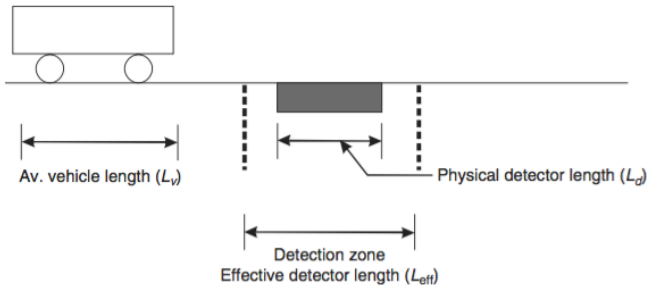 Av. vehicle length (Lv)
Physical detector length (Ld)
Detection zone
Effective detector length (Leff)